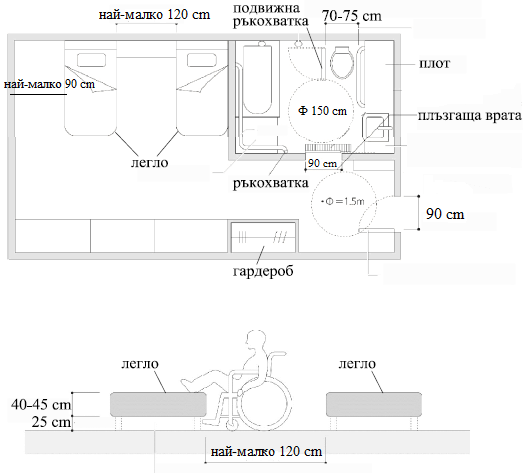 най-малко 120 cm
подвижна
ръкохватка
70-75 cm
плот
най-малко 90 cm
Ф 150 cm
плъзгаща врата
легло
90 cm
ръкохватка
•Ф=1.5m
90 cm
гардероб
легло
легло
40-45 cm
25 cm
най-малко 120 cm